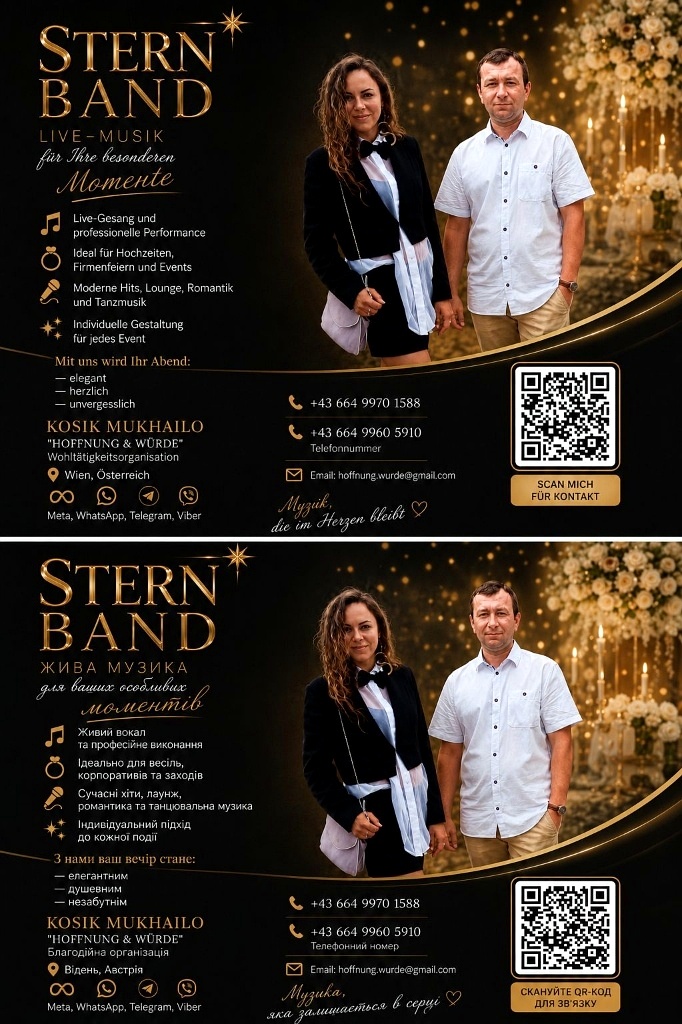 STERN
BAND
LIVE–MUSIK
für Ihre besonderen
Momente
Live-Gesang und
professionelle Performance
Ideal für Hochzeiten,
Firmenfeiern und Events
Moderne Hits, Lounge, Romantik
und Tanzmusik
Individuelle Gestaltung
für jedes Event
Mit uns wird Ihr Abend:
— elegant
— herzlich
— unvergesslich
KOSIK MUKHAILO
"HOFFNUNG & WÜRDE"
Wohltätigkeitsorganisation
Wien, Österreich
Meta, WhatsApp, Telegram, Viber
+43 664 9970 1588
+43 664 9960 5910
Telefonnummer
Email: hoffnung.wurde@gmail.com
die im Herzen bleibt
SCAN MICH
FÜR KONTAKT
STERN
BAND
ЖИВА МУЗИКА
для ваших особливих
моментів
Живий вокал
та професійне виконання
Ідеально для весіль,
корпоративів та заходів
Сучасні хіти, лаунж,
романтика та танцювальна музика
Індивідуальний підхід
до кожної події
З нами ваш вечір стане:
— елегантним
— душевним
— незабутнім
KOSIK MUKHAILO
"HOFFNUNG & WÜRDE"
Благодійна організація
Відень, Австрія
Meta, WhatsApp, Telegram, Viber
+43 664 9970 1588
+43 664 9960 5910
Телефонний номер
Email: hoffnung.wurde@gmail.com
Музика,
яка залишається в серці
СКАНУЙТЕ QR-КОД
ДЛЯ ЗВ'ЯЗКУ